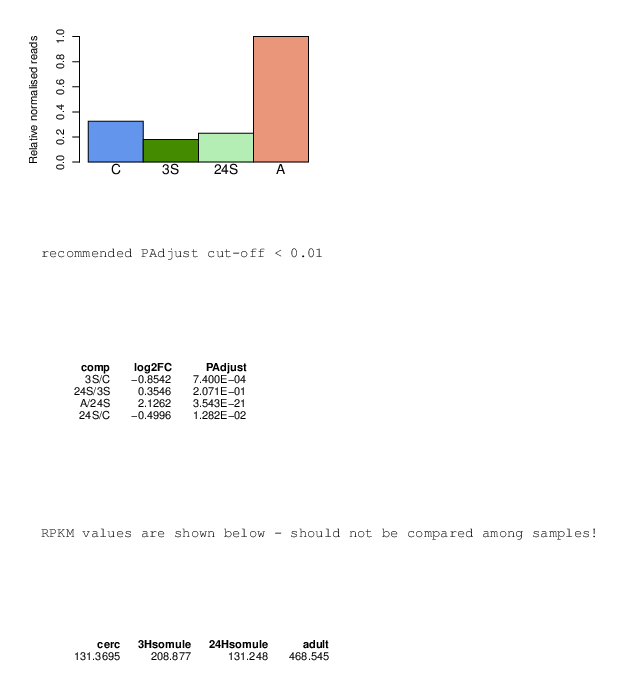 Relative normalised reads
1.0
0.8
0.6
0.4
0.2
0.0
C 3S 24S A
recommended PAdjust cut-off < 0.01
comp log2FC PAdjust
3S/C −0.8542 7.400E−04
24S/3S 0.3546 2.071E−01
A/24S 2.1262 3.543E−21
24S/C −0.4996 1.282E−02
RPKM values are shown below - should not be compared among samples!
cerc 3Hsomule 24Hsomule adult
131.3695 208.877 131.248 468.545